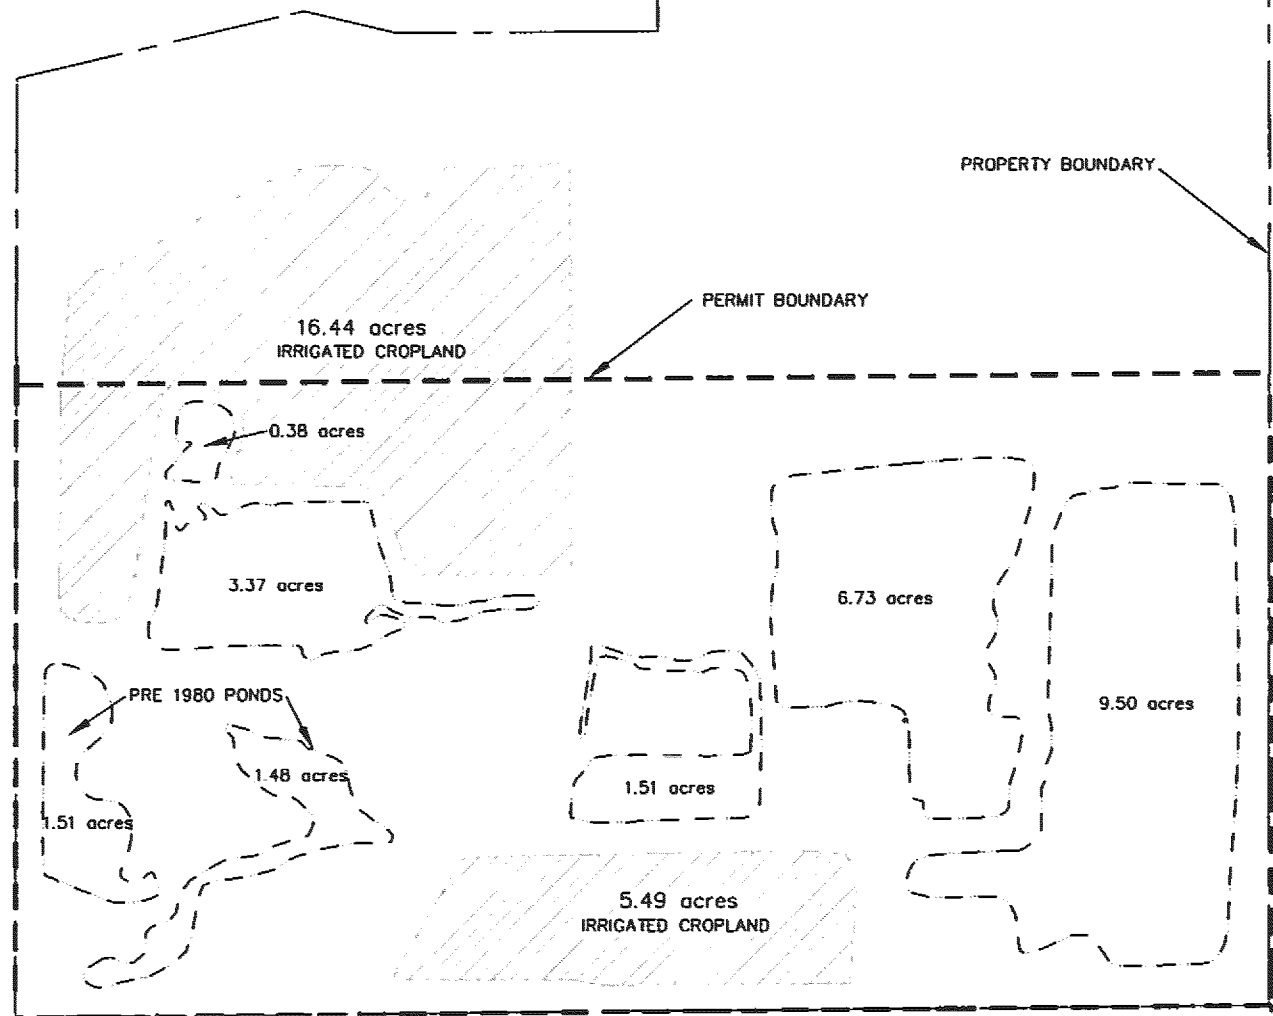 PROPERTY BOUNDARY
PERMIT BOUNDARY
16.44 acres
IRRIGATED CROPLAND
0.38 acres
3.37 acres
6.73 acres
PRE 1980 PONDS
9.50 acres
1.48 acres
1.51 acres
1.51 acres
5.49 acres
IRRIGATED CROPLAND